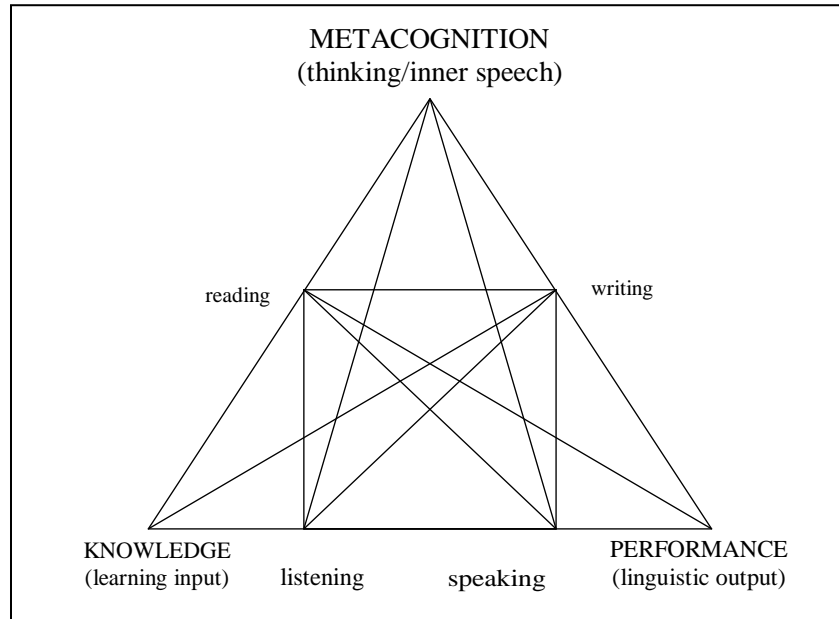 METACOGNITION
(thinking/inner speech)
reading
writing
KNOWLEDGE
(learning input)
listening
speaking
PERFORMANCE
(linguistic output)